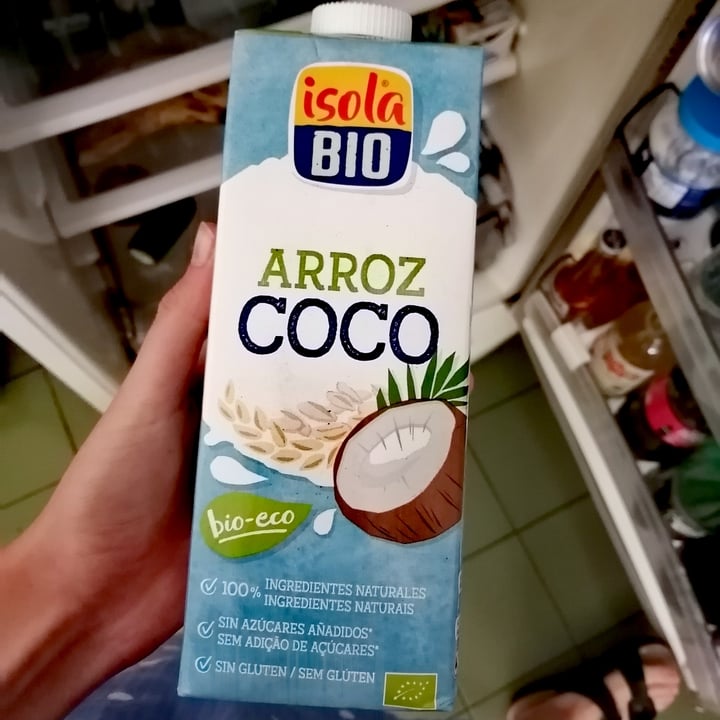 isola®
BIO
ARROZ
COCO
bio-eco
100% INGREDIENTES NATURALES
INGREDIENTES NATURAIS
SIN AZÚCARES AÑADIDOS*
SEM ADIÇÃO DE AÇÚCARES*
SIN GLUTEN / SEM GLÚTEN